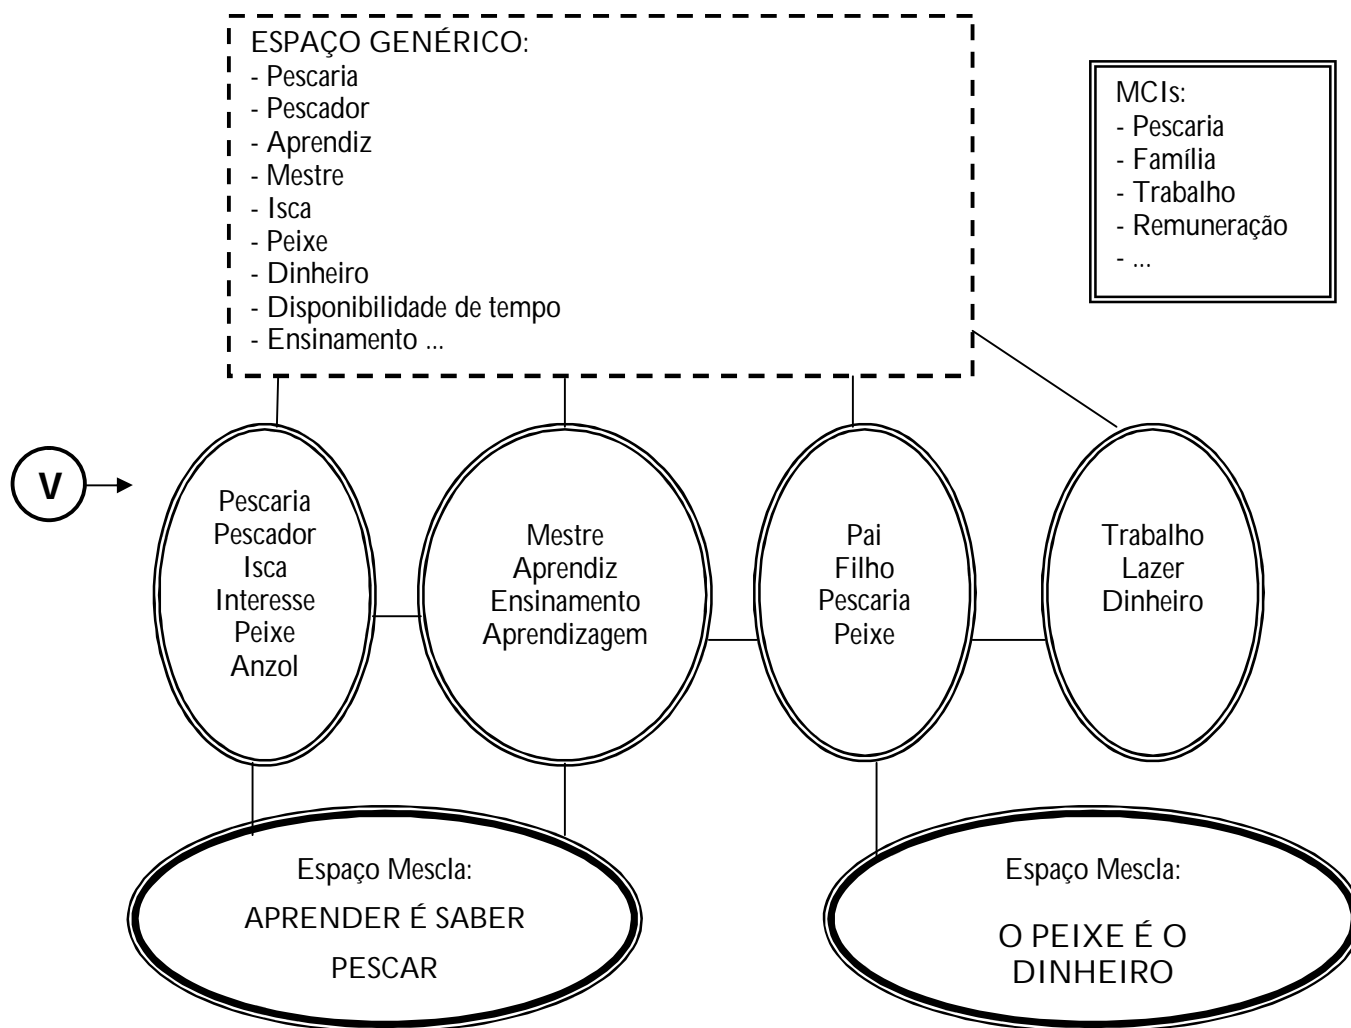 ESPAÇO GENÉRICO:
- Pescaria
- Pescador
- Aprendiz
- Mestre
- Isca
- Peixe
- Dinheiro
- Disponibilidade de tempo
- Ensinamento ...
MCIs:
- Pescaria
- Família
- Trabalho
- Remuneração
- ...
V
Pescaria
Pescador
Isca
Interesse
Peixe
Anzol
Mestre
Aprendiz
Ensinamento
Aprendizagem
Pai
Filho
Pescaria
Peixe
Trabalho
Lazer
Dinheiro
Espaço Mescla:
APRENDER É SABER
PESCAR
Espaço Mescla:
O PEIXE É O
DINHEIRO